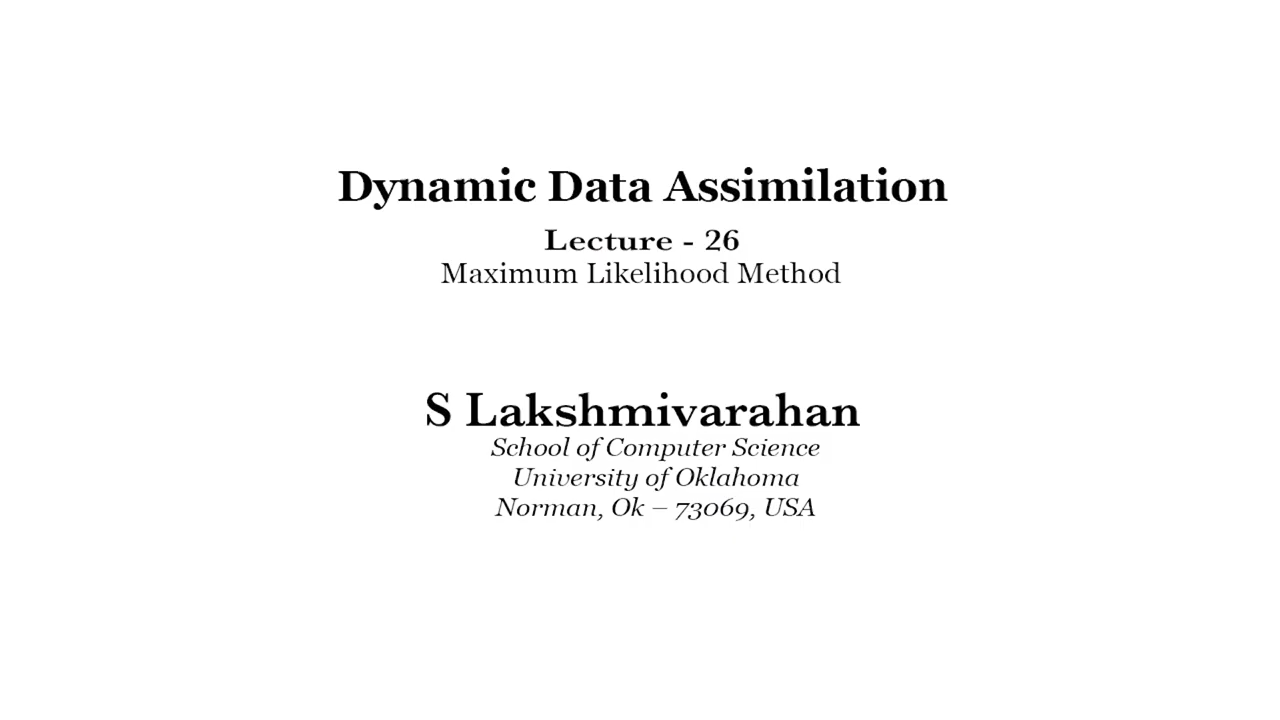 Dynamic Data Assimilation
Lecture - 26
Maximum Likelihood Method
S Lakshmivarahan
School of Computer Science
University of Oklahoma
Norman, Ok – 73069, USA